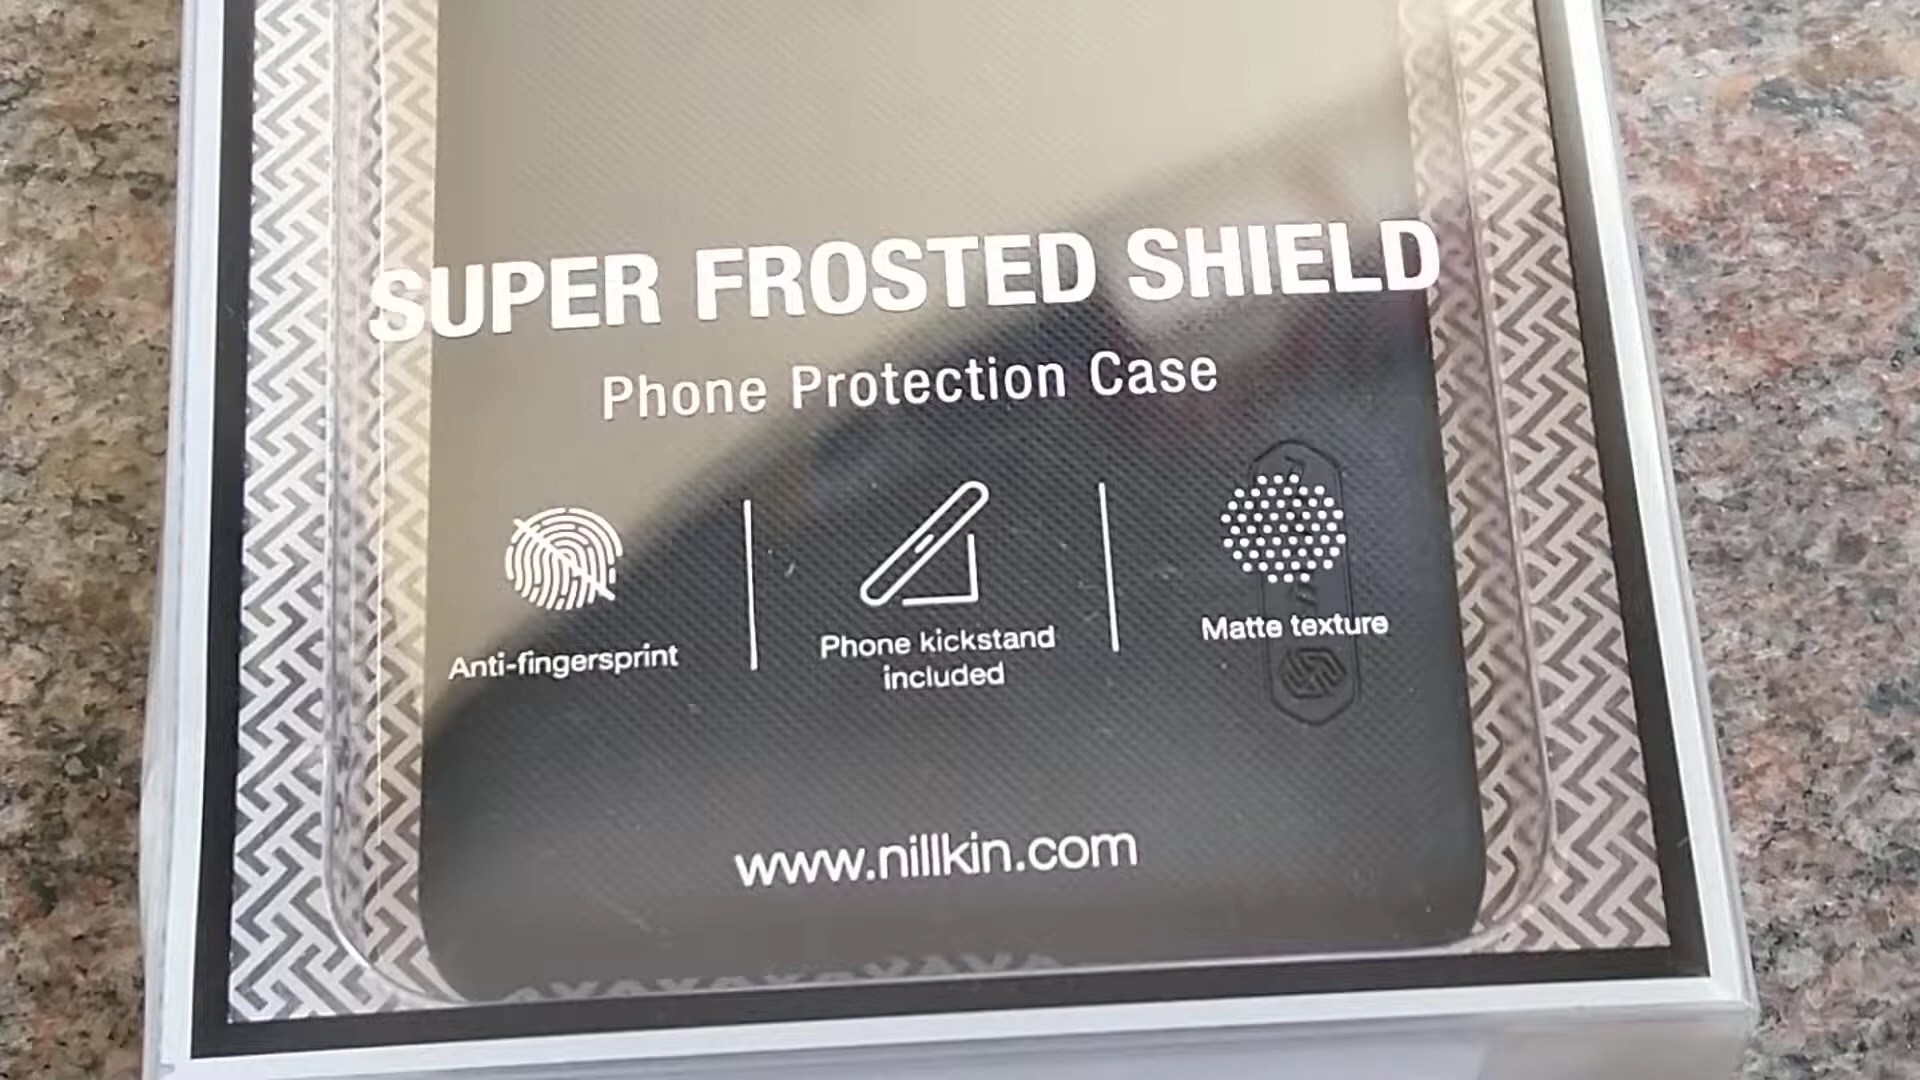 SUPER FROSTED SHIELD
Phone Protection Case
Anti-fingersprint
Phone kickstand
included
Matte texture
www.nillkin.com